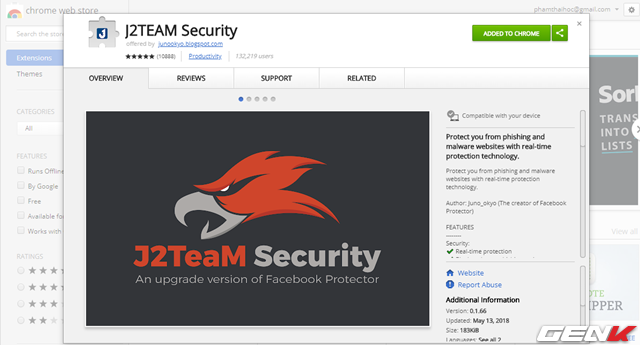 chrome web store
phamthaihoc@gmail.com
J2TEAM Security
offered by junookyo.blogspot.com
(10888) Productivity 132,219 users
ADDED TO CHROME
Search the store
Extensions
Themes
CATEGORIES
All
FEATURES
Runs Offline
By Google
Free
Available for
Works with
RATINGS
OVERVIEW
REVIEWS
SUPPORT
RELATED
J2TeaM Security
An upgrade version of Facebook Protector
Compatible with your device
Protect you from phishing and
malware websites with real-time
protection technology.
Protect you from phishing and malware
websites with real-time protection
technology.
Author: Juno_okyo (The creator of Facebook
Protector)
FEATURES
Security:
Real-time protection
Website
Report Abuse
Additional Information
Version: 0.1.66
Updated: May 13, 2018
Size: 183KiB
Languages: See all 2
Sor
TRANS
INTO
LISTS
View all
OTE
IPPER
GENK